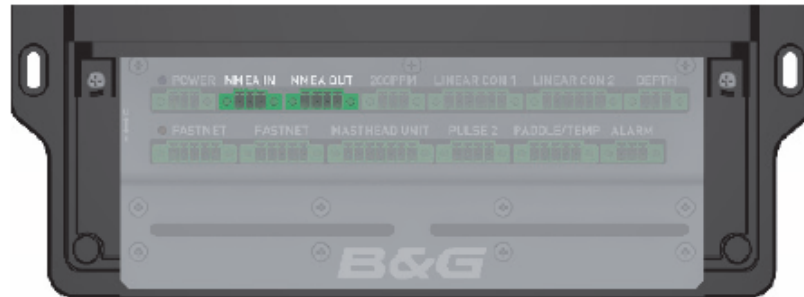 POWER NMEA IN NMEA OUT 200PPM LINEAR CON 1 LINEAR CON 2 DEPTH
FASTNET FASTNET MASTHEAD UNIT PULSE 2 PADDLE/TEMP ALARM
B&G